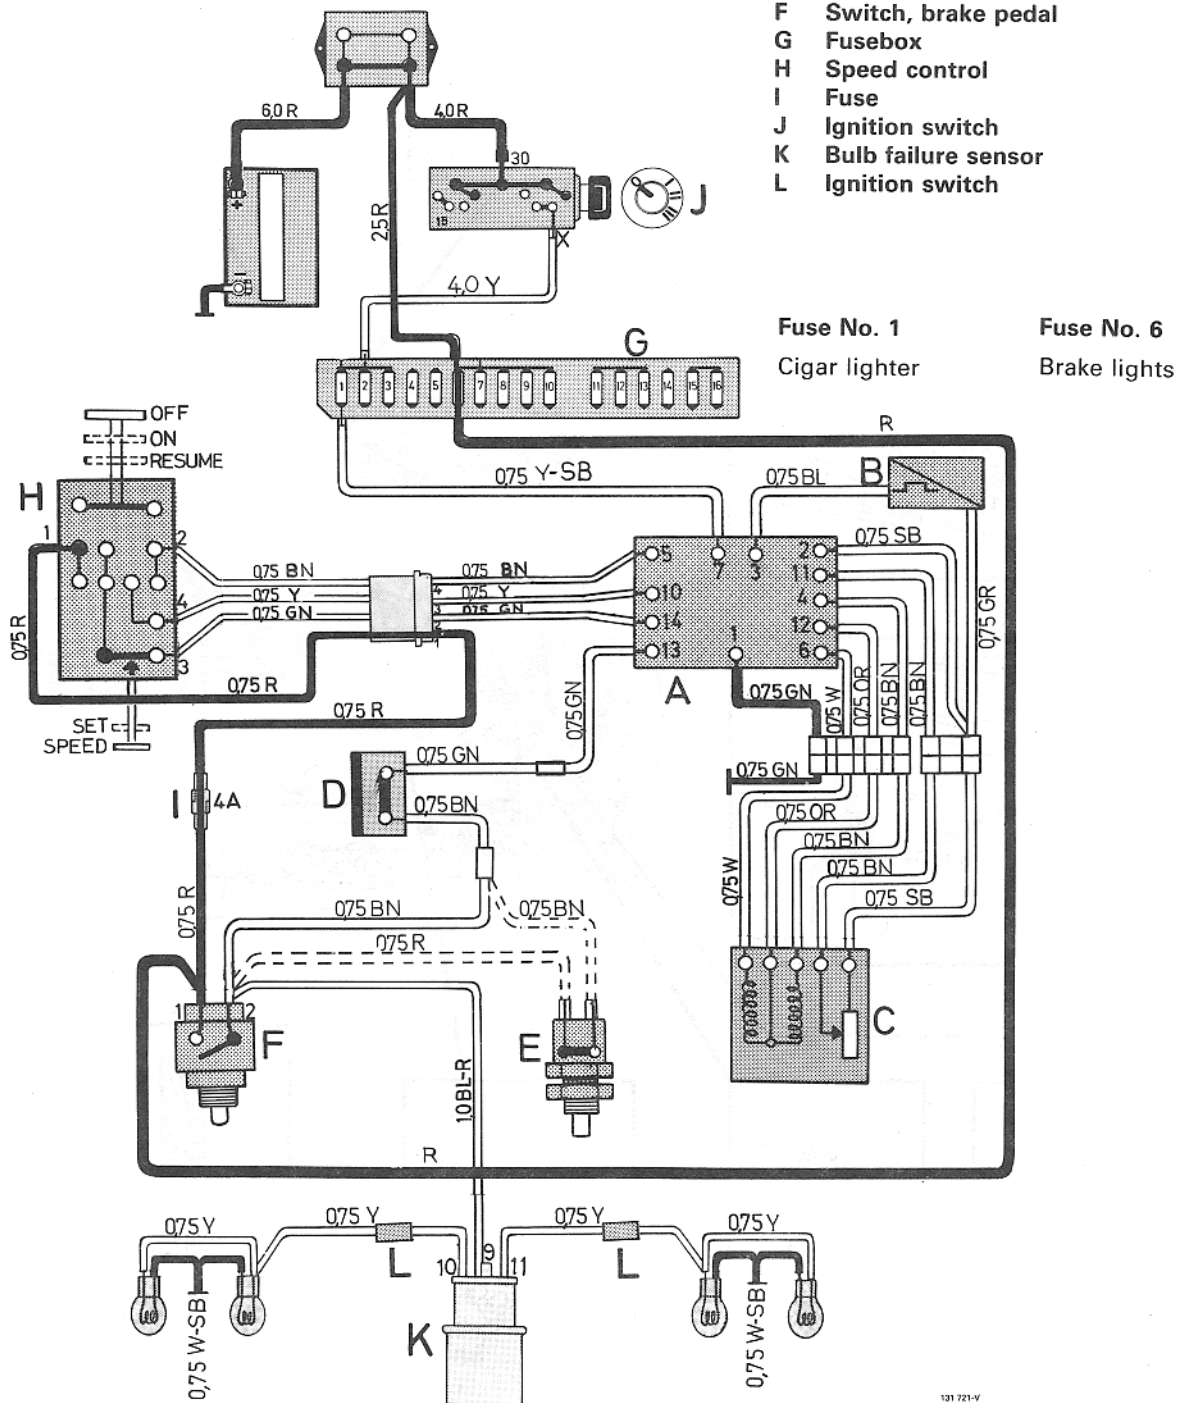 F Switch, brake pedal
G Fusebox
H Speed control
I Fuse
J Ignition switch
K Bulb failure sensor
L Ignition switch
6,0 R
4,0 R
30
+
−
2,5 R
1B
0 I II III
J
X
4,0 Y
Fuse No. 1
Fuse No. 6
Cigar lighter
Brake lights
G
1 2 3 4 5 7 8 9 10 11 12 13 14 15 16
OFF
ON
RESUME
R
H
0,75 Y-SB
0,75 BL
B
1
2
4
3
0,75 BN
0,75 Y
0,75 GN
0,75 BN
0,75 Y
0,75 GN
4
3
1
5
10
14
13
7
3
1
2
11
4
12
6
0,75 SB
0,75 GR
0,75 R
0,75 R
A
0,75 GN
0,75 W
0,75 OR
0,75 BN
0,75 BN
SET
SPEED
0,75 R
0,75 GN
0,75 GN
0,75 GN
D
I
4A
0,75 BN
0,75 OR
0,75 BN
0,75 BN
0,75 SB
0,75 W
0,75 R
0,75 BN
0,75 BN
0,75 R
1
2
F
E
C
1,0 BL-R
R
0,75 Y
0,75 Y
0,75 Y
0,75 Y
L
L
10
9
11
K
0,75 W-SB
0,75 W-SB
131 721-V